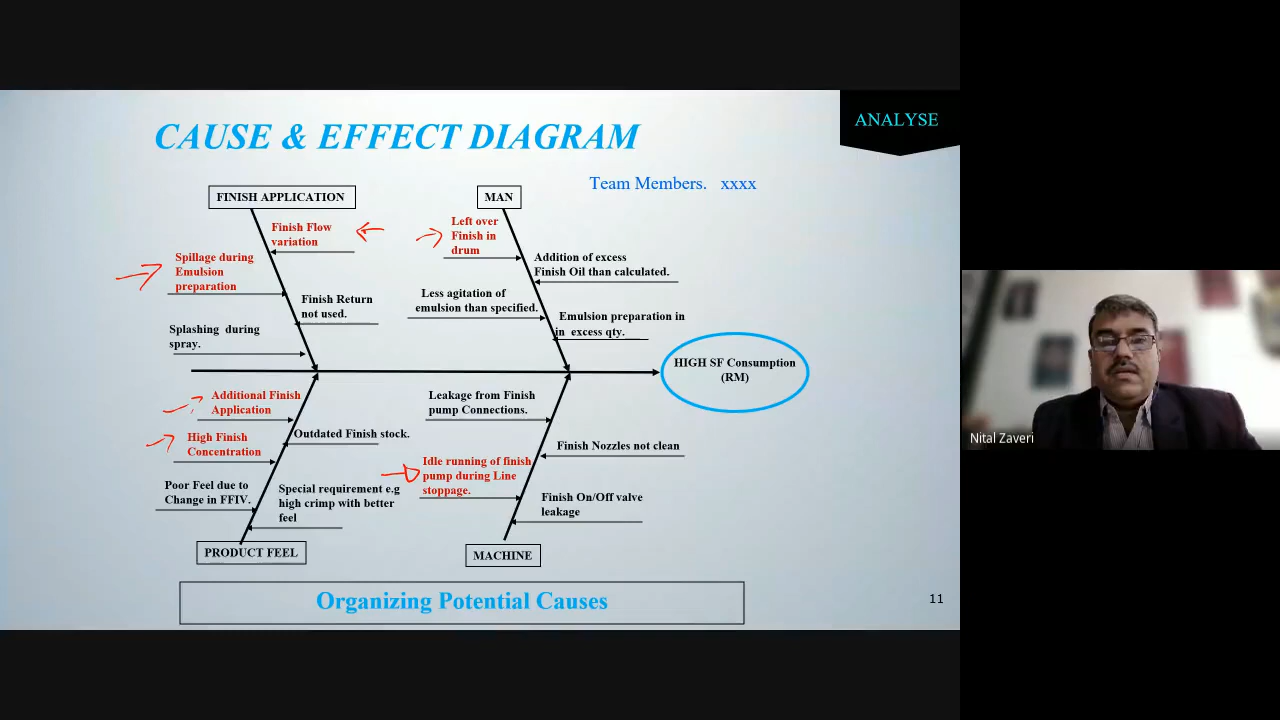 CAUSE & EFFECT DIAGRAM
ANALYSE
Team Members. xxxx
FINISH APPLICATION
MAN
Finish Flow
variation
Left over
Finish in
drum
Spillage during
Emulsion
preparation
Addition of excess
Finish Oil than calculated.
Finish Return
not used.
Less agitation of
emulsion than specified.
Emulsion preparation in
in excess qty.
Splashing during
spray.
HIGH SF Consumption
(RM)
Additional Finish
Application
Leakage from Finish
pump Connections.
Outdated Finish stock.
High Finish
Concentration
Finish Nozzles not clean
Idle running of finish
pump during Line
stoppage.
Poor Feel due to
Change in FFIV.
Special requirement e.g
high crimp with better
feel
Finish On/Off valve
leakage
PRODUCT FEEL
MACHINE
Organizing Potential Causes
11
Nital Zaveri